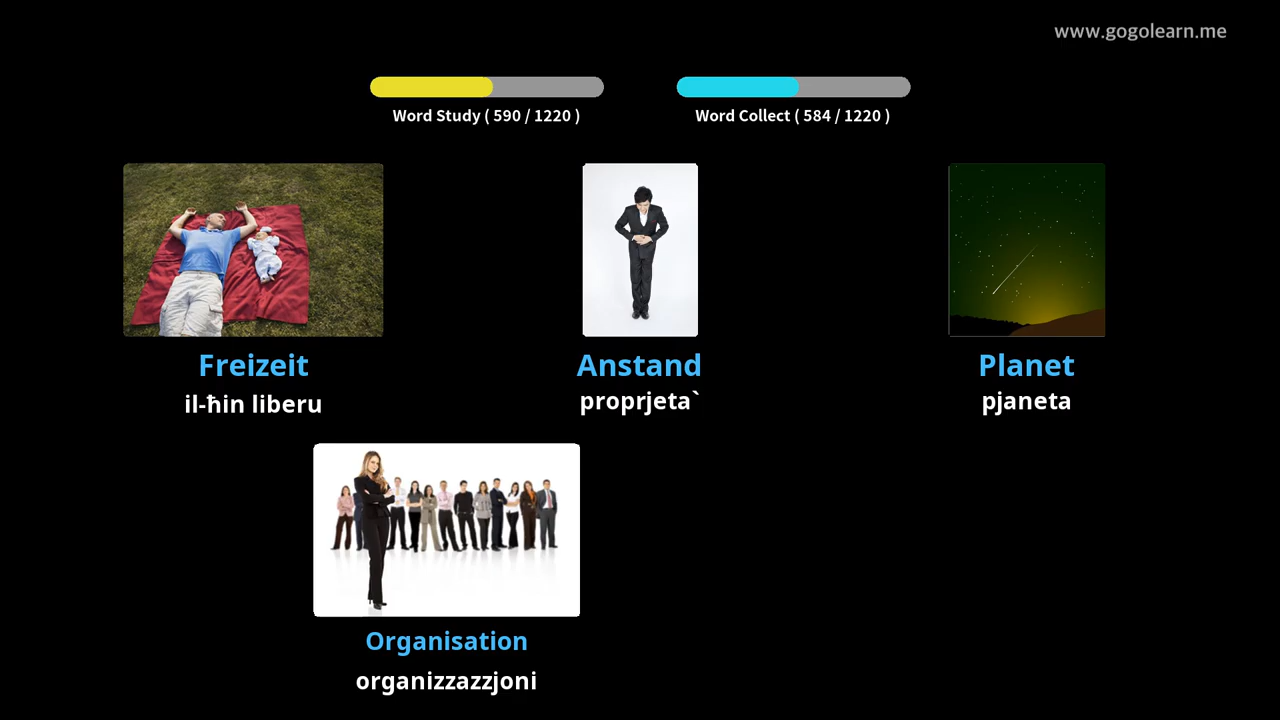 www.gogolearn.me
Word Study ( 590 / 1220 )
Word Collect ( 584 / 1220 )
Freizeit
il-ħin liberu
Anstand
proprjeta`
Planet
pjaneta
Organisation
organizzazzjoni